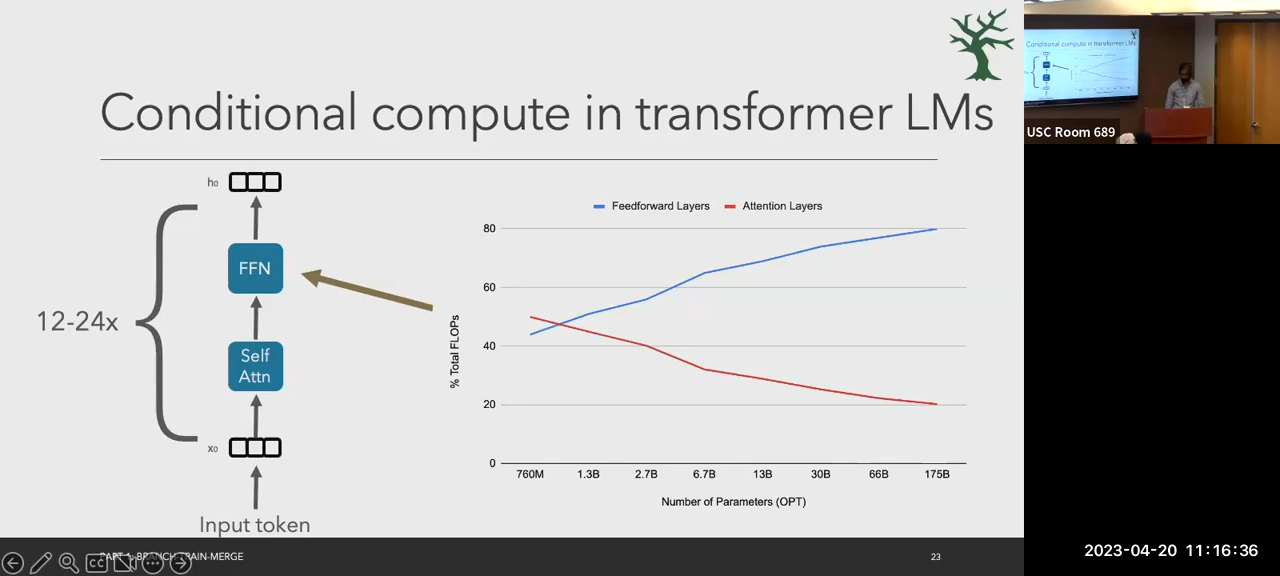 Conditional compute in transformer LMs
h₀
FFN
12-24x
Self
Attn
x₀
Input token
Feedforward Layers
Attention Layers
% Total FLOPs
80
60
40
20
0
760M
1.3B
2.7B
6.7B
13B
30B
66B
175B
Number of Parameters (OPT)
PART 1: BRANCH-TRAIN-MERGE
CC
23
Conditional compute in transformer LMs
USC Room 689
2023-04-20 11:16:36